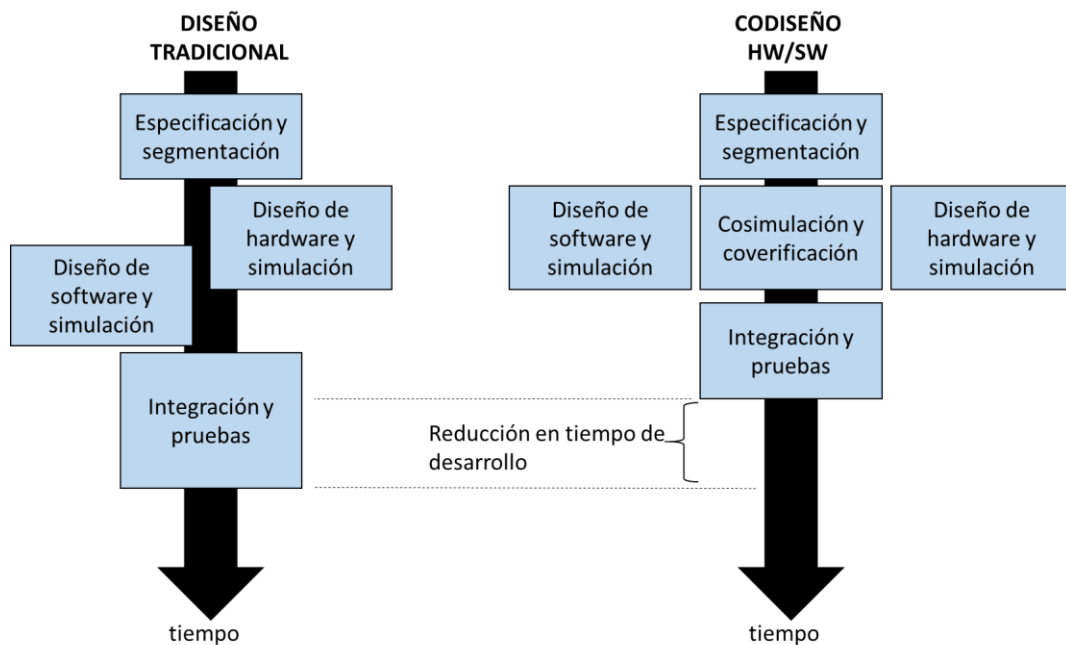 DISEÑO
TRADICIONAL
Especificación y
segmentación
Diseño de
hardware y
simulación
Diseño de
software y
simulación
Integración y
pruebas
tiempo
Reducción en tiempo de
desarrollo
CODISEÑO
HW/SW
Especificación y
segmentación
Diseño de
software y
simulación
Cosimulación y
coverificación
Diseño de
hardware y
simulación
Integración y
pruebas
tiempo